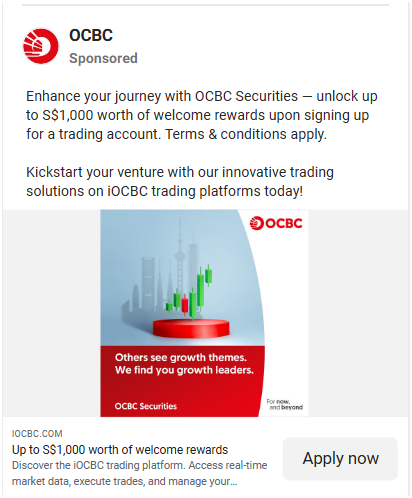 OCBC
Sponsored
Enhance your journey with OCBC Securities — unlock up
to S$1,000 worth of welcome rewards upon signing up
for a trading account. Terms & conditions apply.
Kickstart your venture with our innovative trading
solutions on iOCBC trading platforms today!
OCBC
Others see growth themes.
We find you growth leaders.
OCBC Securities
For now,
and beyond
IOCBC.COM
Up to S$1,000 worth of welcome rewards
Discover the iOCBC trading platform. Access real-time
market data, execute trades, and manage your...
Apply now